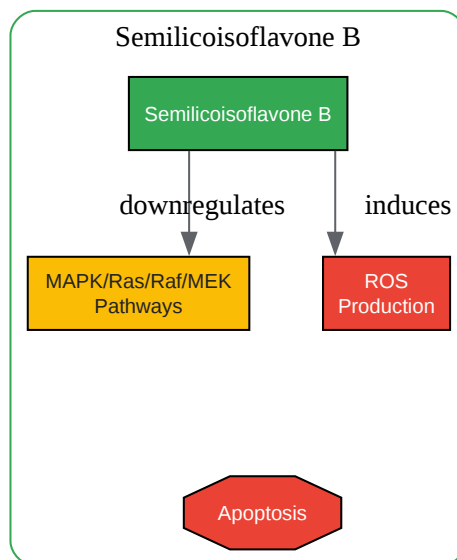 Semilicoisoflavone B
Semilicoisoflavone B
downregulates
induces
MAPK/Ras/Raf/MEK
Pathways
ROS
Production
Apoptosis